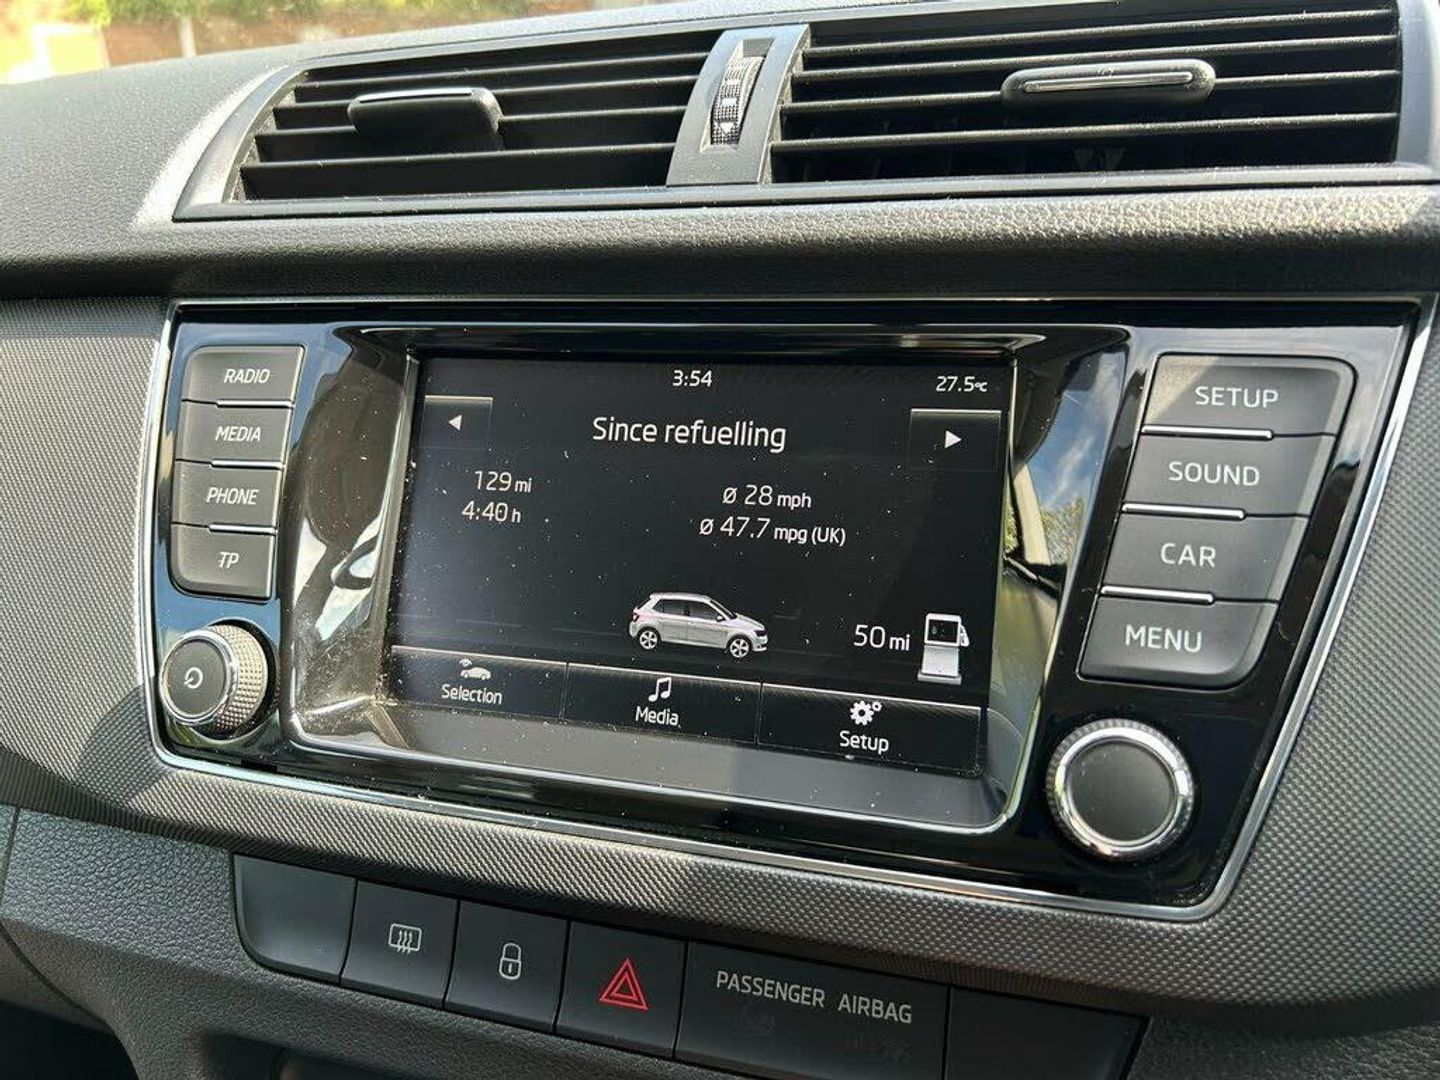 3:54
27.5°C
Since refuelling
129 mi
4:40 h
ø 28 mph
ø 47.7 mpg (UK)
50 mi
Selection
Media
Setup
RADIO
MEDIA
PHONE
TP
SETUP
SOUND
CAR
MENU
PASSENGER AIRBAG